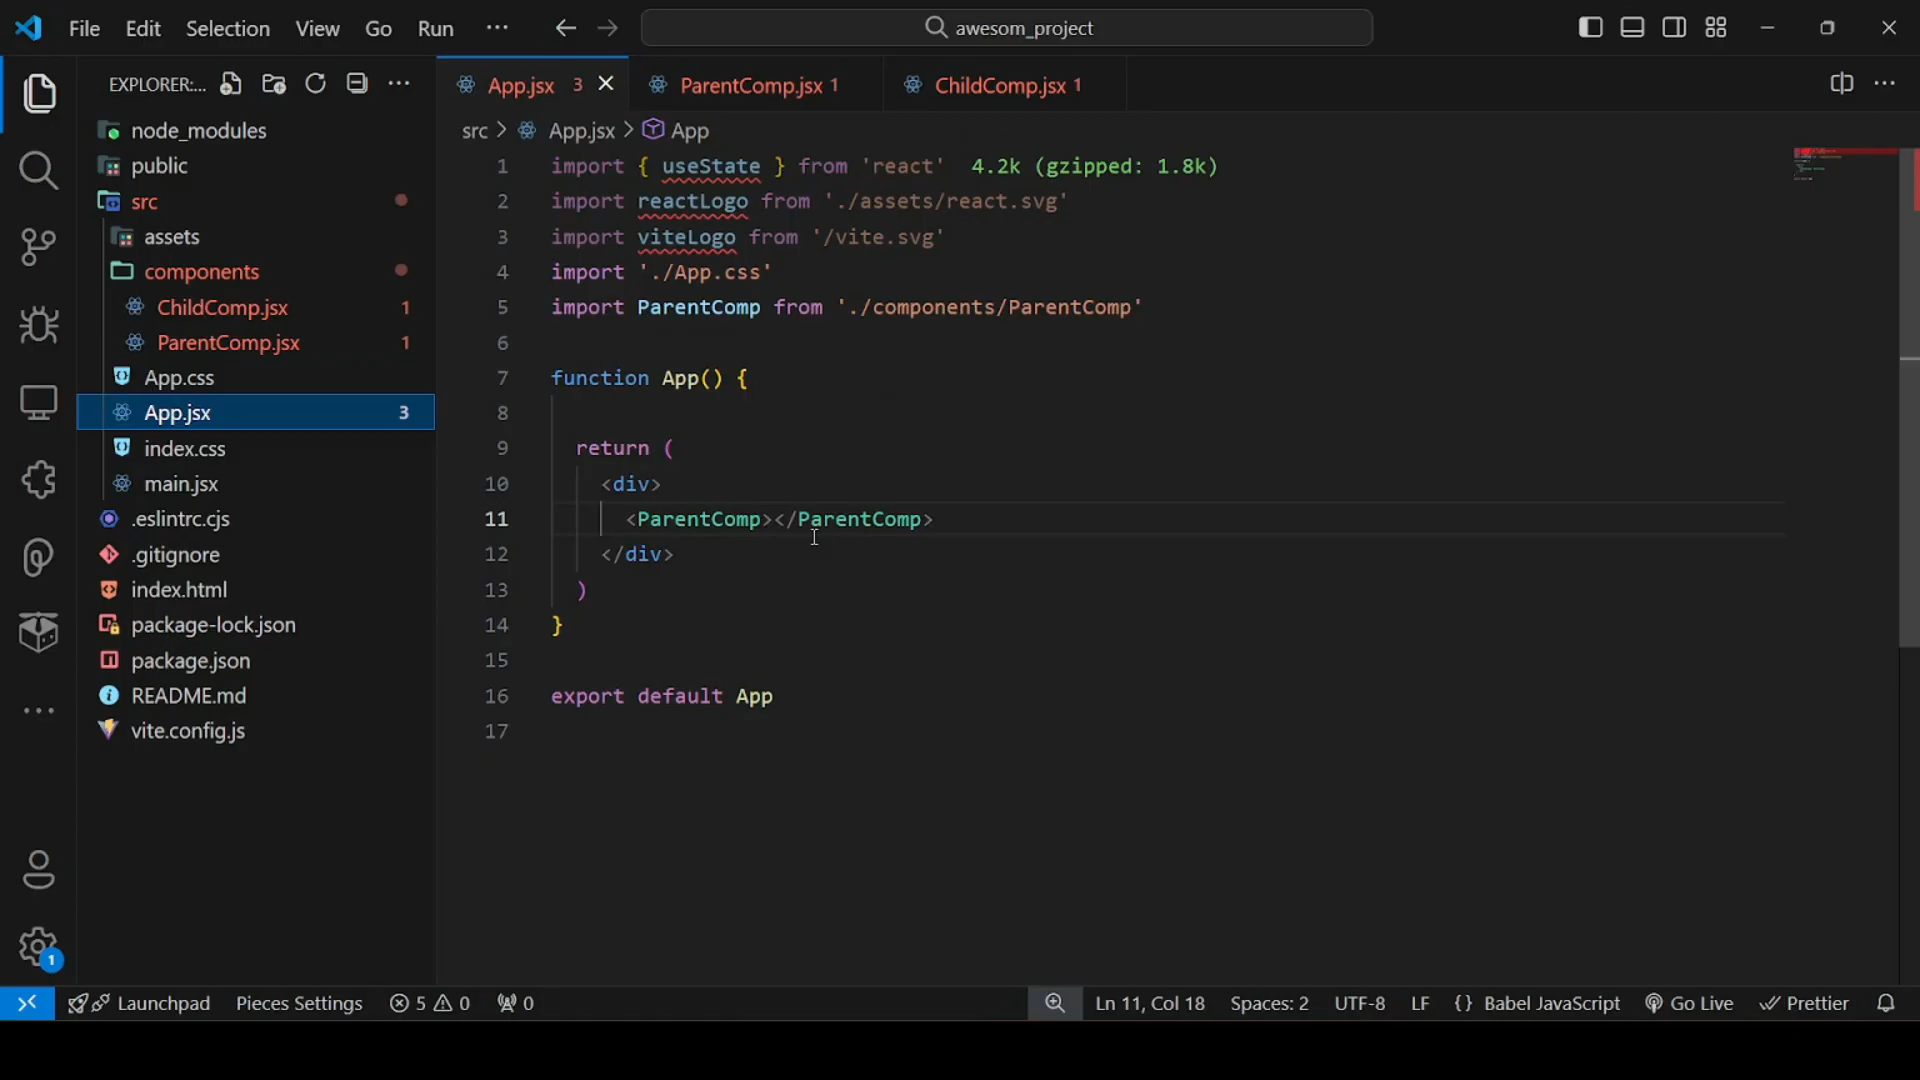 File Edit Selection View Go Run ··· awesom_project
EXPLORER:... ···
node_modules
public
src
assets
components
ChildComp.jsx 1
ParentComp.jsx 1
App.css
App.jsx 3
index.css
main.jsx
.eslintrc.cjs
.gitignore
index.html
package-lock.json
package.json
README.md
vite.config.js
1
App.jsx 3 ParentComp.jsx 1 ChildComp.jsx 1
src > App.jsx > App
1 import { useState } from 'react' 4.2k (gzipped: 1.8k)
2 import reactLogo from './assets/react.svg'
3 import viteLogo from '/vite.svg'
4 import './App.css'
5 import ParentComp from './components/ParentComp'
6
7 function App() {
8
9 return (
10 <div>
11 <ParentComp></ParentComp>
12 </div>
13 )
14 }
15
16 export default App
17
Launchpad Pieces Settings 5 0 0 Ln 11, Col 18 Spaces: 2 UTF-8 LF {} Babel JavaScript Go Live Prettier